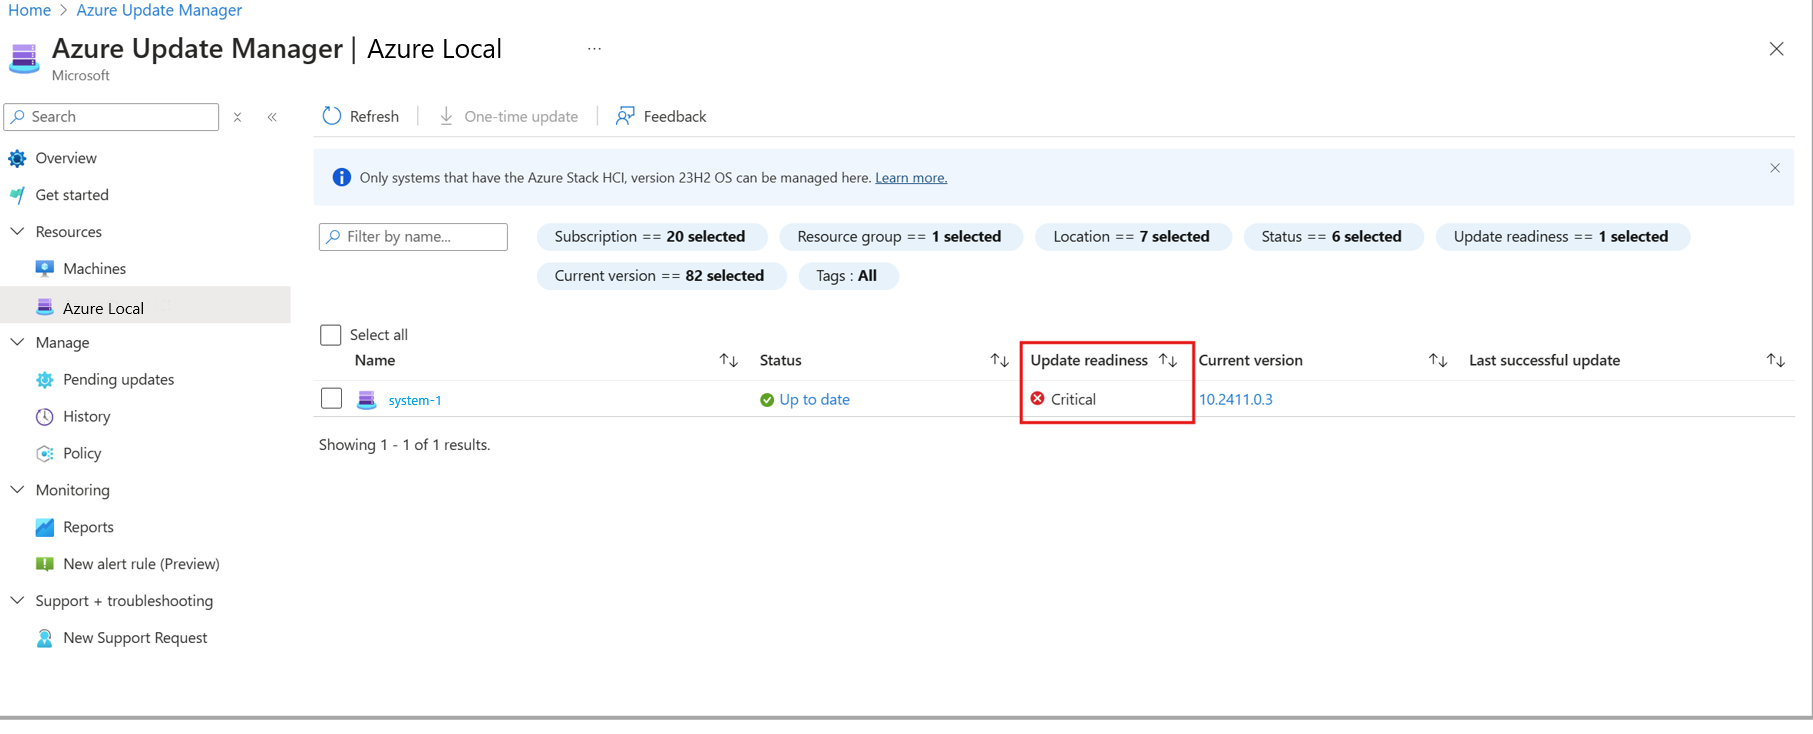 Home > Azure Update Manager
Azure Update Manager | Azure Local ...
Microsoft
Search
Overview
Get started
Resources
Machines
Azure Local
Manage
Pending updates
History
Policy
Monitoring
Reports
New alert rule (Preview)
Support + troubleshooting
New Support Request
Refresh One-time update Feedback
Only systems that have the Azure Stack HCI, version 23H2 OS can be managed here. Learn more.
Filter by name... Subscription == 20 selected Resource group == 1 selected Location == 7 selected Status == 6 selected Update readiness == 1 selected
Current version == 82 selected Tags : All
Select all
Name Status Update readiness Current version Last successful update
system-1 Up to date Critical 10.2411.0.3
Showing 1 - 1 of 1 results.